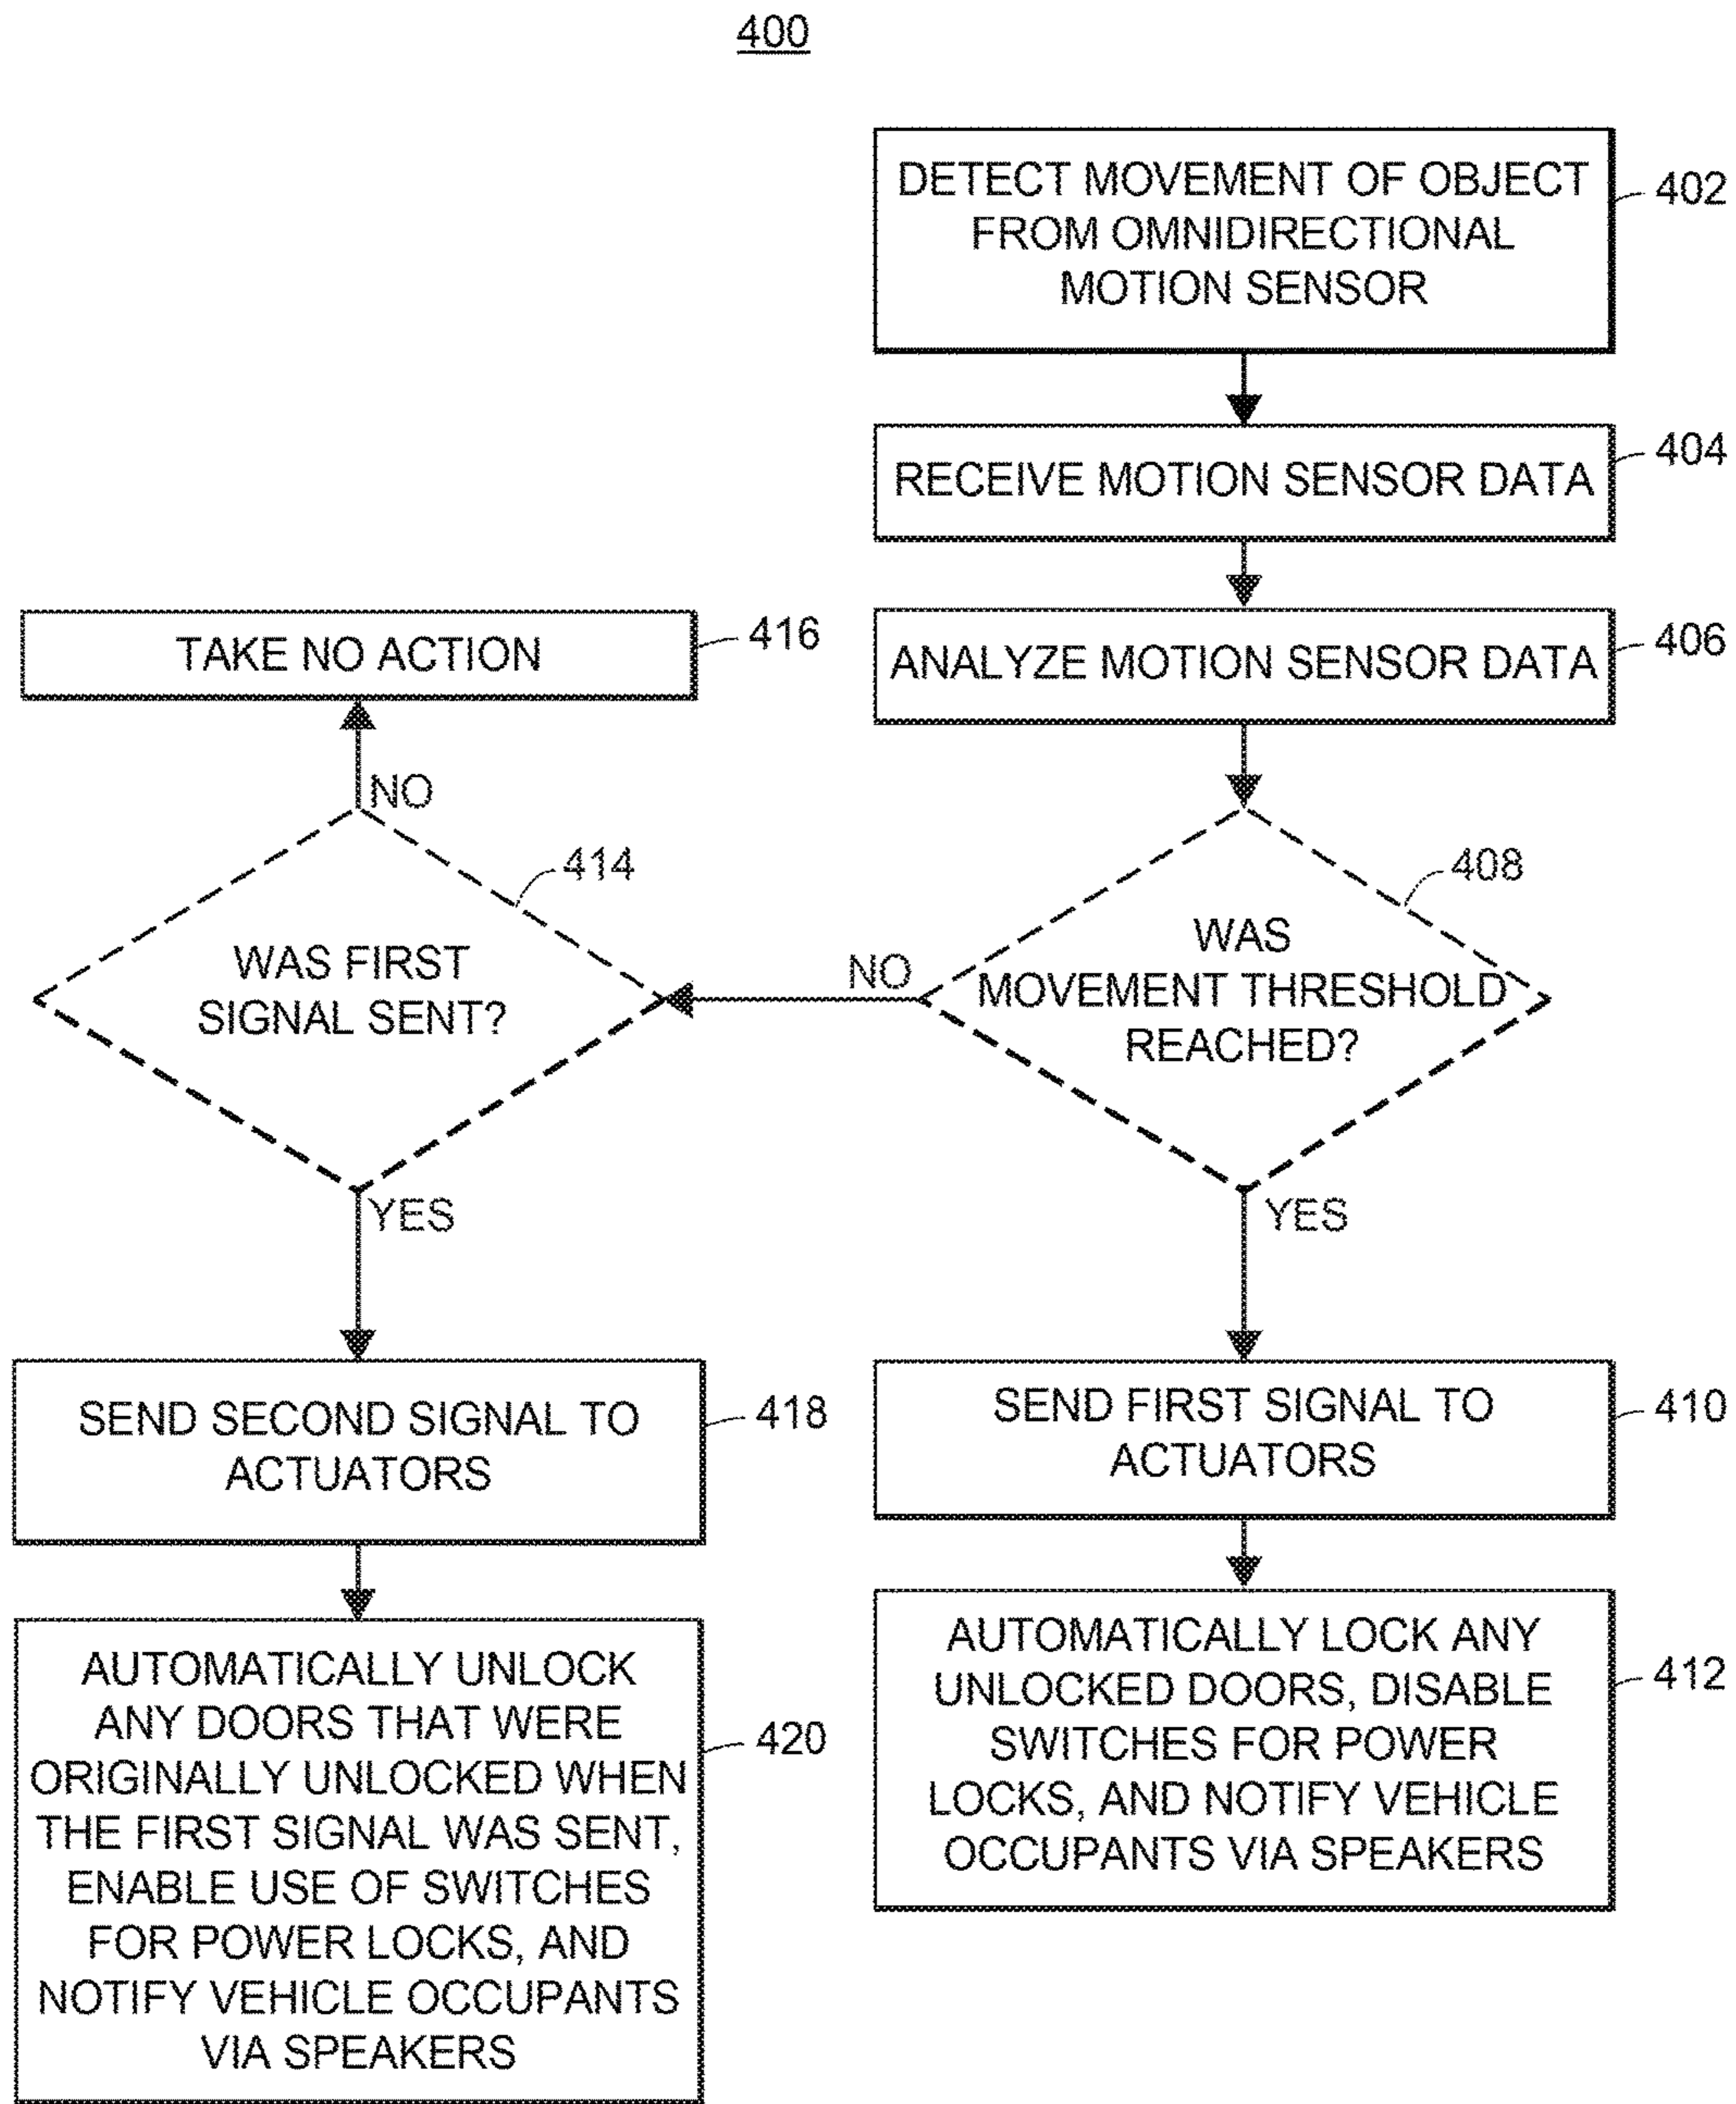 400
DETECT MOVEMENT OF OBJECT
FROM OMNIDIRECTIONAL
MOTION SENSOR
402
RECEIVE MOTION SENSOR DATA
404
ANALYZE MOTION SENSOR DATA
406
WAS
MOVEMENT THRESHOLD
REACHED?
408
NO
YES
SEND FIRST SIGNAL TO
ACTUATORS
410
AUTOMATICALLY LOCK ANY
UNLOCKED DOORS, DISABLE
SWITCHES FOR POWER
LOCKS, AND NOTIFY VEHICLE
OCCUPANTS VIA SPEAKERS
412
WAS FIRST
SIGNAL SENT?
414
NO
TAKE NO ACTION
416
YES
SEND SECOND SIGNAL TO
ACTUATORS
418
AUTOMATICALLY UNLOCK
ANY DOORS THAT WERE
ORIGINALLY UNLOCKED WHEN
THE FIRST SIGNAL WAS SENT,
ENABLE USE OF SWITCHES
FOR POWER LOCKS, AND
NOTIFY VEHICLE OCCUPANTS
VIA SPEAKERS
420